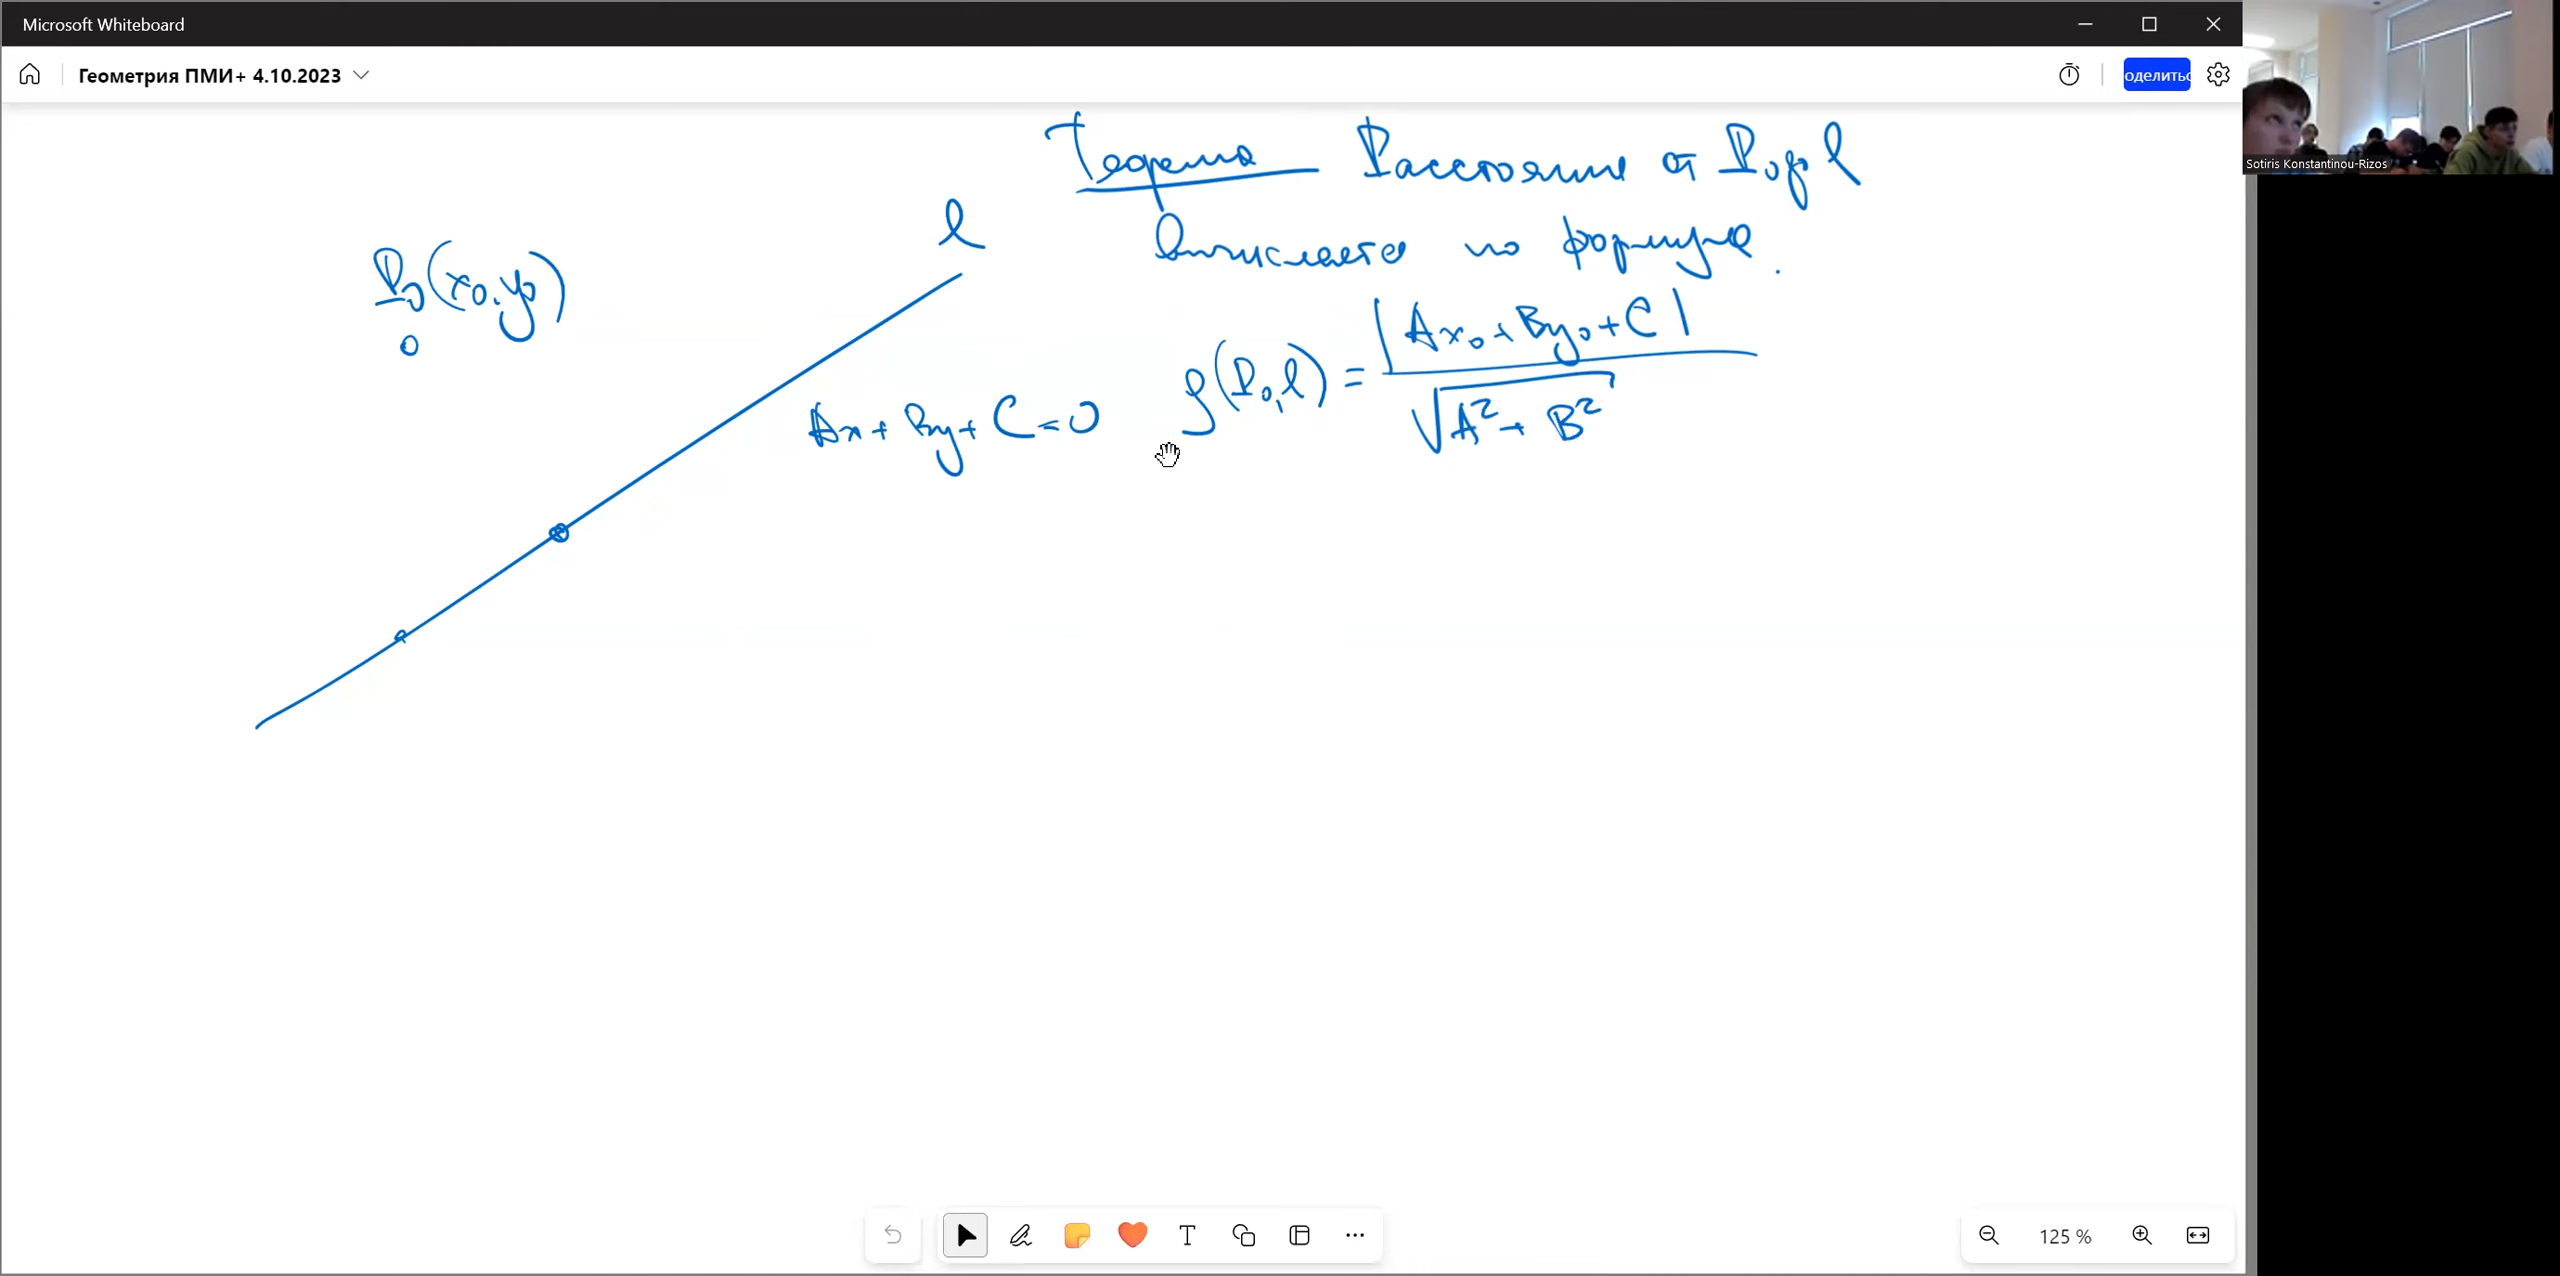 Microsoft Whiteboard
Геометрия ПМИ+ 4.10.2023
оделитьс
Sotiris Konstantinou-Rizos
Теорема Расстояние от P₀ до l
вычисляется по формуле
l
P₀(x₀, y₀)
ρ(P₀, l) = |Ax₀ + By₀ + C| / √(A² + B²)
Ax + By + C = 0
125 %